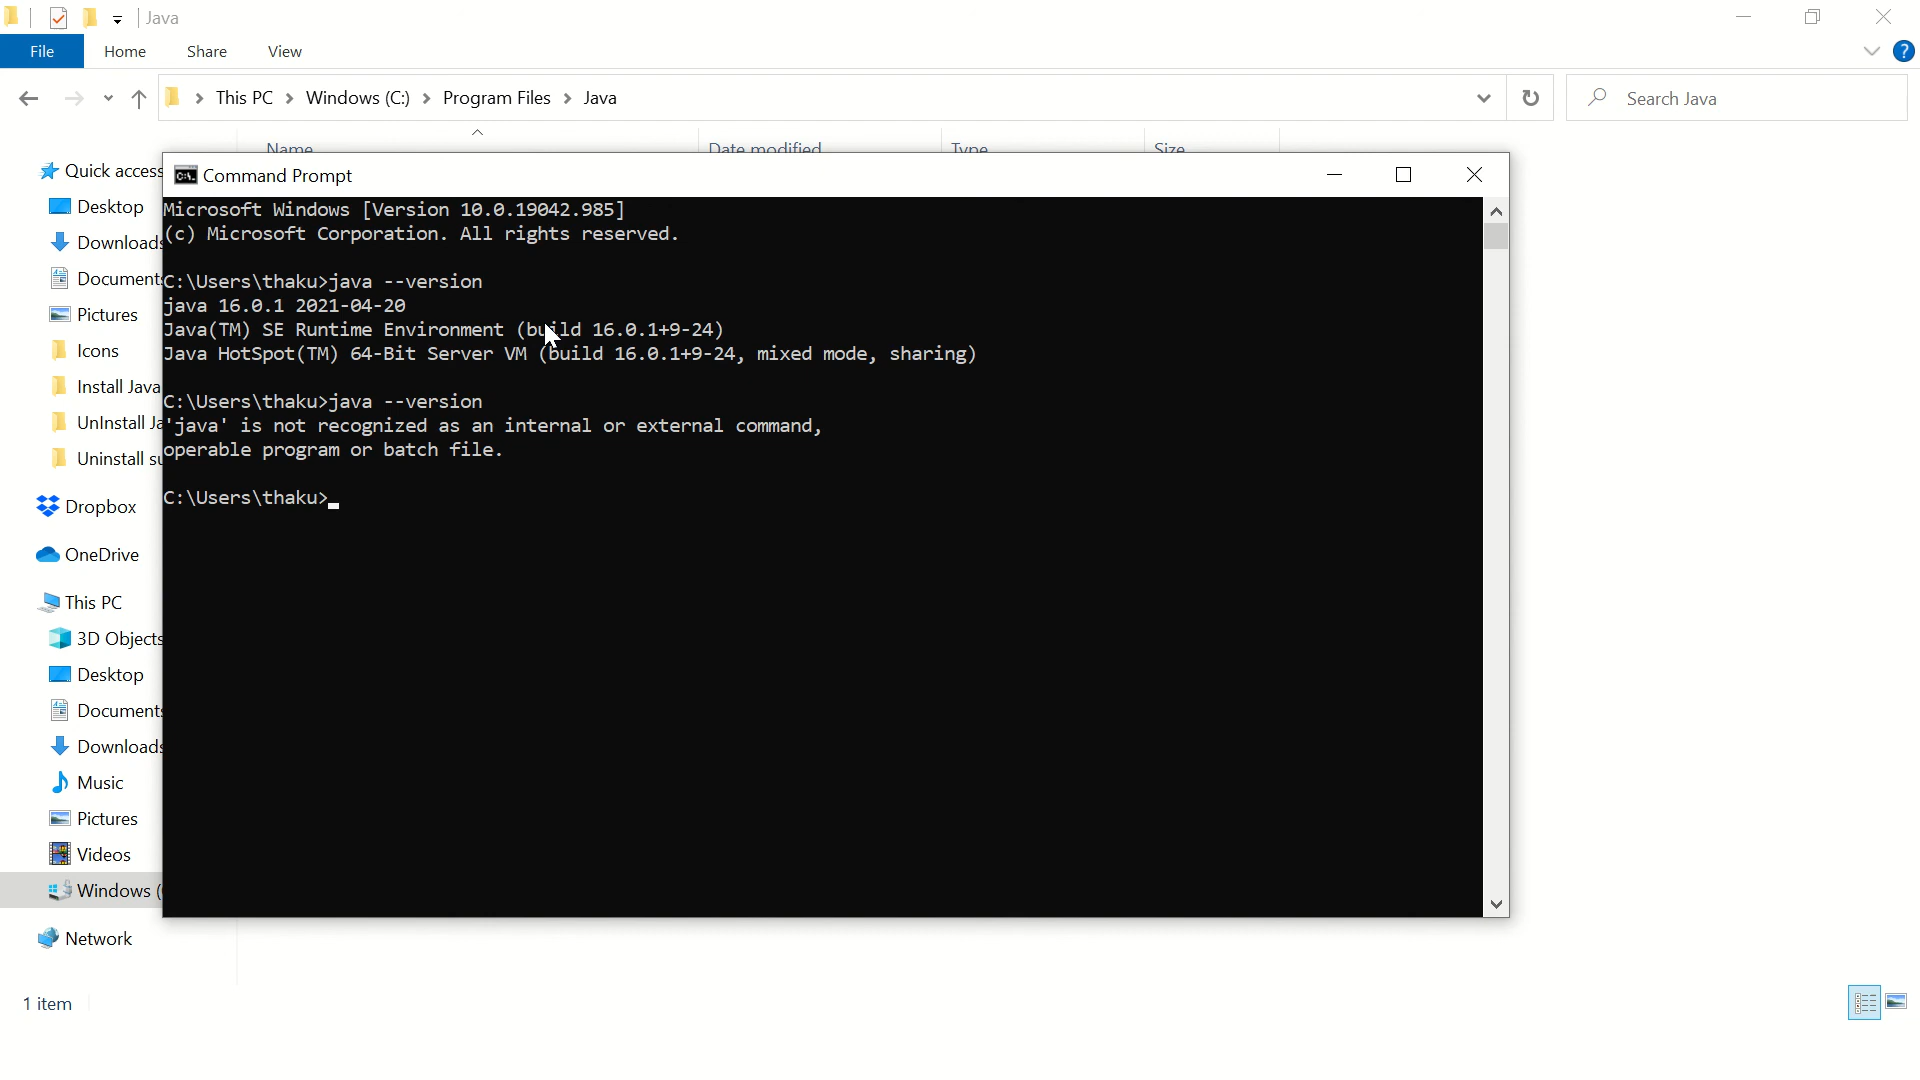 Java
File Home Share View
This PC > Windows (C:) > Program Files > Java
Search Java
Name Date modified Type Size
Quick access
Desktop
Downloads
Documents
Pictures
Icons
Install Java
UnInstall Ja
Uninstall su
Dropbox
OneDrive
This PC
3D Objects
Desktop
Documents
Downloads
Music
Pictures
Videos
Windows (
Network
1 item
Command Prompt
Microsoft Windows [Version 10.0.19042.985]
(c) Microsoft Corporation. All rights reserved.
C:\Users\thaku>java --version
java 16.0.1 2021-04-20
Java(TM) SE Runtime Environment (build 16.0.1+9-24)
Java HotSpot(TM) 64-Bit Server VM (build 16.0.1+9-24, mixed mode, sharing)
C:\Users\thaku>java --version
'java' is not recognized as an internal or external command,
operable program or batch file.
C:\Users\thaku>